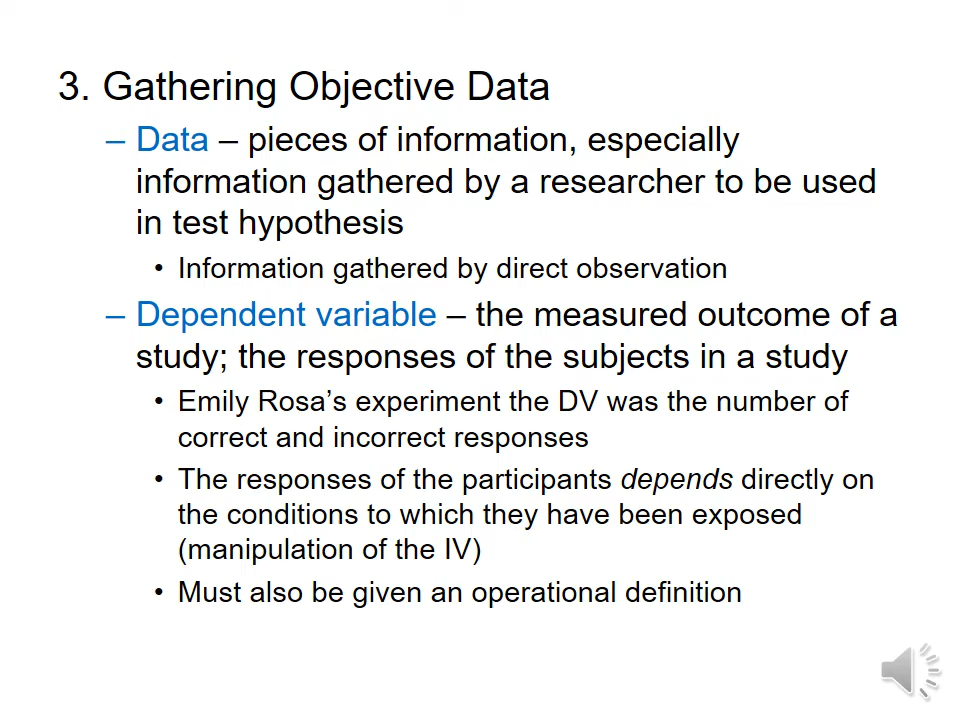 3. Gathering Objective Data
– Data – pieces of information, especially
information gathered by a researcher to be used
in test hypothesis
• Information gathered by direct observation
– Dependent variable – the measured outcome of a
study; the responses of the subjects in a study
• Emily Rosa’s experiment the DV was the number of
correct and incorrect responses
• The responses of the participants depends directly on
the conditions to which they have been exposed
(manipulation of the IV)
• Must also be given an operational definition